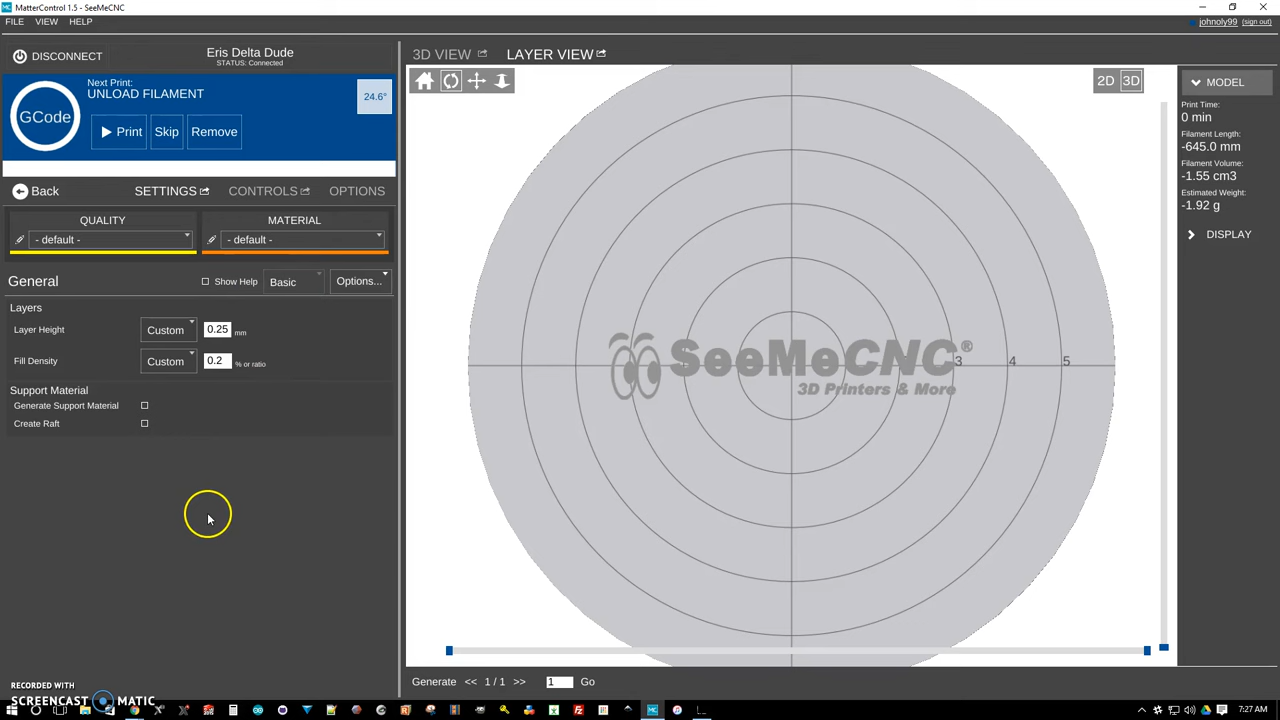 MatterControl 1.5 - SeeMeCNC
FILE VIEW HELP
johnoly99 (sign out)
DISCONNECT
Eris Delta Dude
STATUS: Connected
Next Print:
UNLOAD FILAMENT
GCode
Print Skip Remove
24.6°
Back
SETTINGS CONTROLS OPTIONS
QUALITY MATERIAL
- default - - default -
General
Show Help Basic Options...
Layers
Layer Height Custom 0.25 mm
Fill Density Custom 0.2 % or ratio
Support Material
Generate Support Material
Create Raft
3D VIEW LAYER VIEW
2D 3D
SeeMeCNC®
3D Printers & More
3 4 5
Generate << 1 / 1 >> 1 Go
MODEL
Print Time:
0 min
Filament Length:
-645.0 mm
Filament Volume:
-1.55 cm3
Estimated Weight:
-1.92 g
DISPLAY
RECORDED WITH
SCREENCAST MATIC
7:27 AM